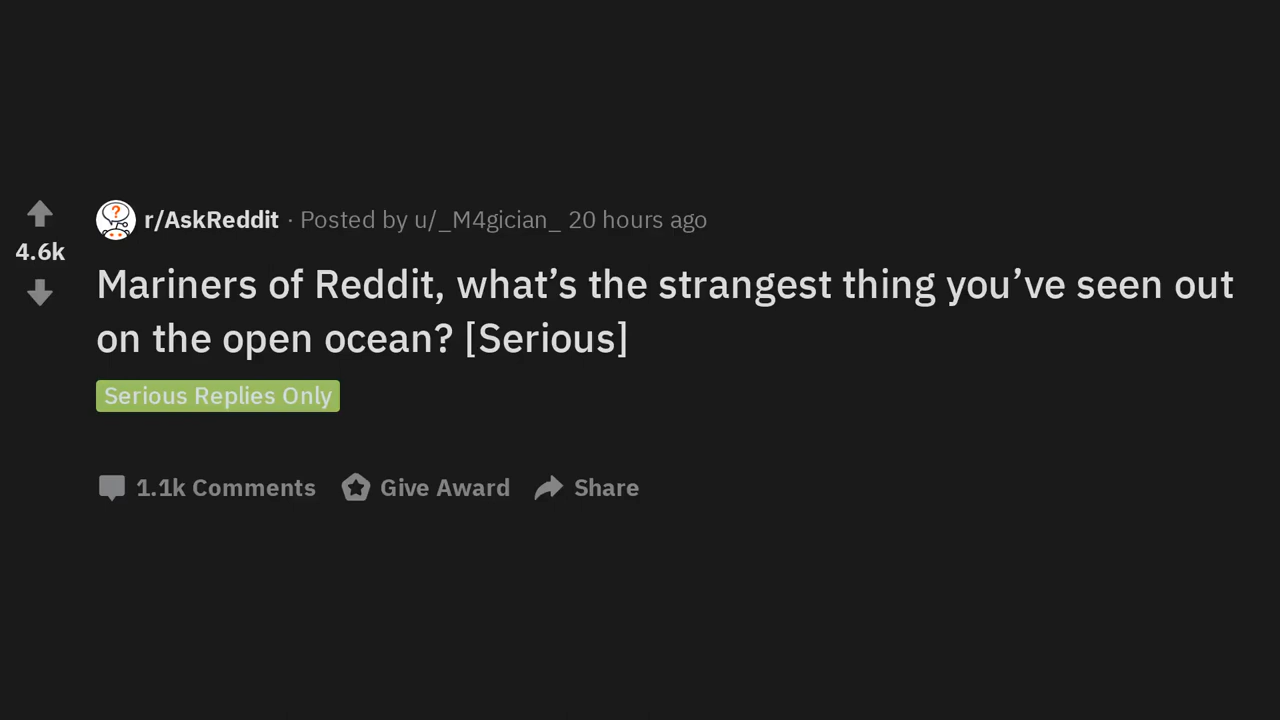 r/AskReddit · Posted by u/_M4gician_ 20 hours ago
4.6k
Mariners of Reddit, what’s the strangest thing you’ve seen out
on the open ocean? [Serious]
Serious Replies Only
1.1k Comments Give Award Share